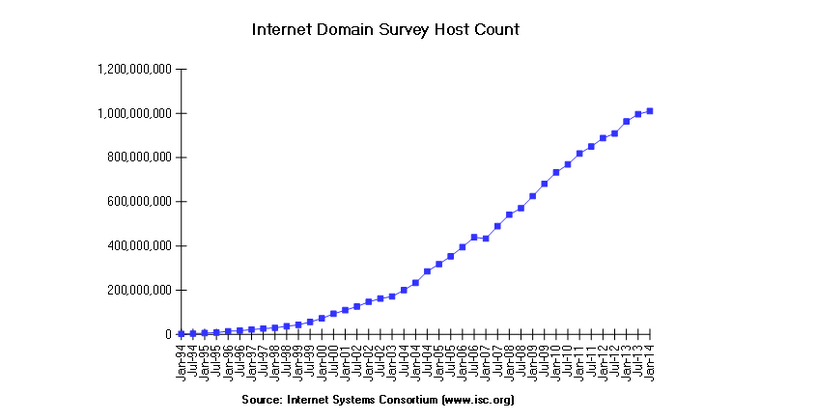 Internet Domain Survey Host Count
1,200,000,000
1,000,000,000
800,000,000
600,000,000
400,000,000
200,000,000
0
Jan-94
Jul-94
Jan-95
Jul-95
Jan-96
Jul-96
Jan-97
Jul-97
Jan-98
Jul-98
Jan-99
Jul-99
Jan-00
Jul-00
Jan-01
Jul-01
Jan-02
Jul-02
Jan-03
Jul-04
Jan-04
Jul-04
Jan-05
Jul-05
Jan-06
Jul-06
Jan-07
Jul-07
Jan-08
Jul-08
Jan-09
Jul-09
Jan-10
Jul-10
Jan-11
Jul-11
Jan-12
Jul-12
Jan-13
Jul-13
Jan-14
Source: Internet Systems Consortium (www.isc.org)